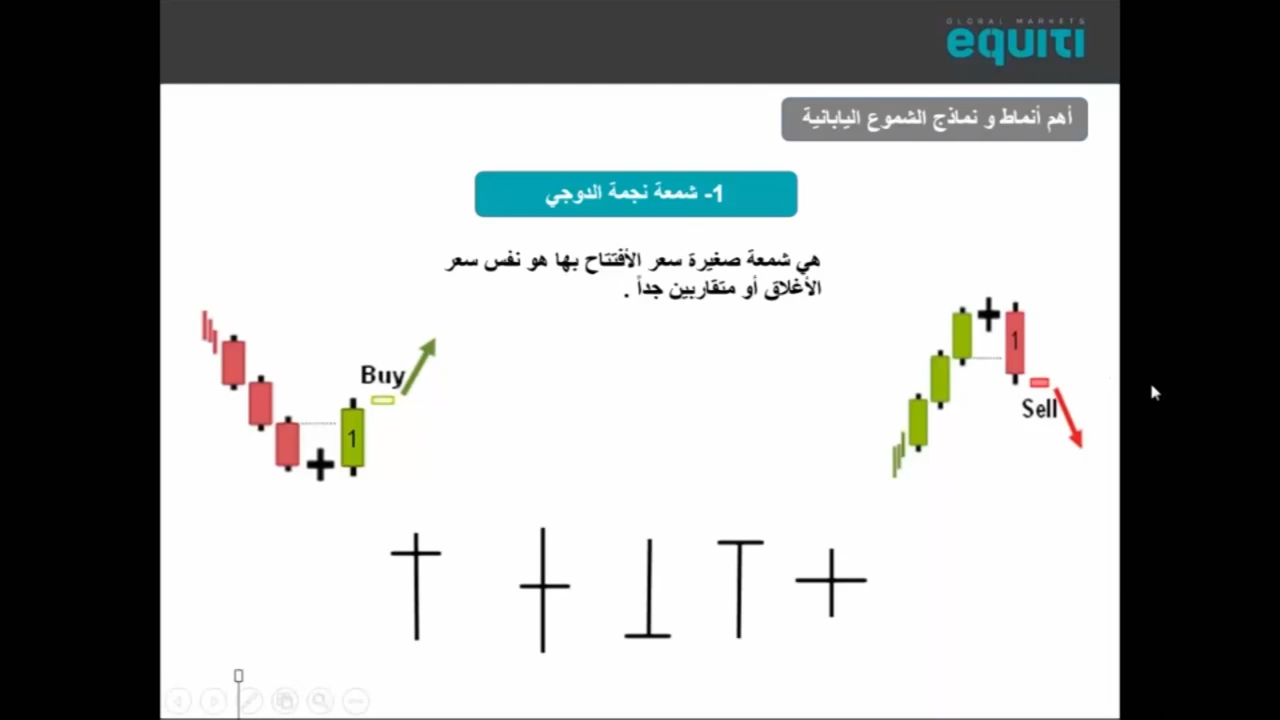 GLOBAL MARKETS
equiti
أهم أنماط و نماذج الشموع اليابانية
1- شمعة نجمة الدوجي
هي شمعة صغيرة سعر الأفتتاح بها هو نفس سعر
الأغلاق أو متقاربين جداً .
Buy
1
1
Sell